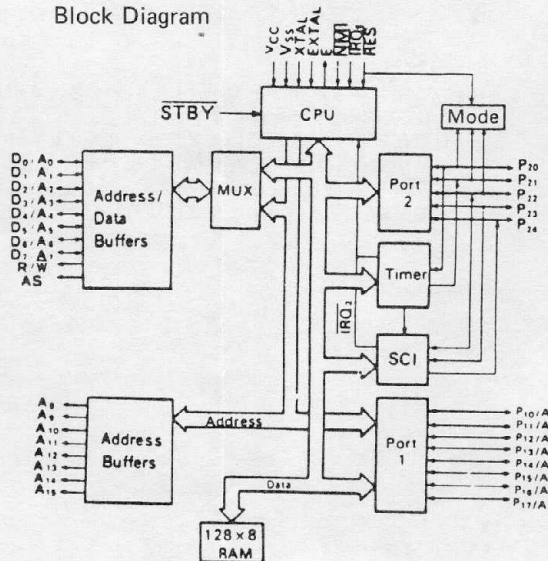 Block Diagram
VCC
VSS
XTAL
EXTAL
E
NMI
IRQ1
RES
STBY
CPU
Mode
D0/A0
D1/A1
D2/A2
D3/A3
D4/A4
D5/A5
D6/A6
D7/A7
R/W
AS
Address/
Data
Buffers
MUX
Port
2
P20
P21
P22
P23
P24
Timer
IRQ2
SCI
A8
A9
A10
A11
A12
A13
A14
A15
Address
Buffers
Address
Data
Port
1
P10/A
P11/A
P12/A
P13/A
P14/A
P15/A
P16/A
P17/A
128×8
RAM